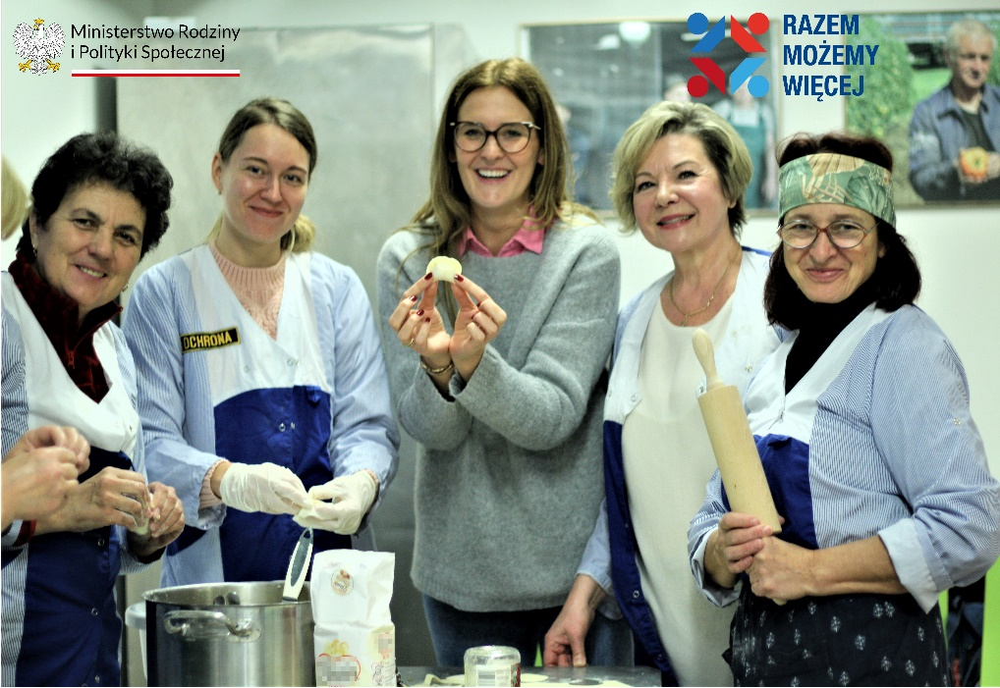 Ministerstwo Rodziny
i Polityki Społecznej
RAZEM
MOŻEMY
WIĘCEJ
OCHRONA